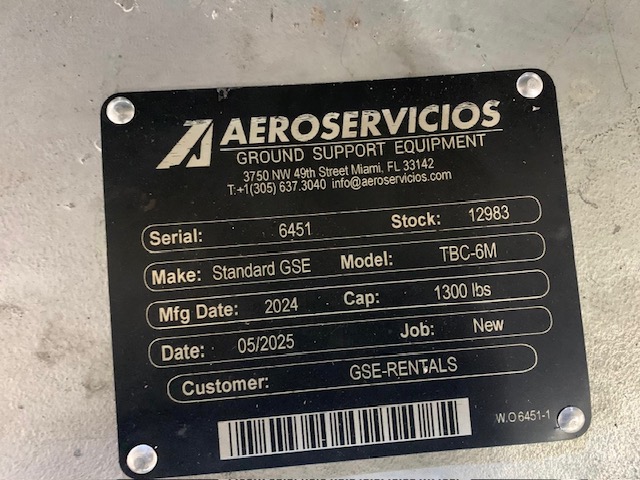 AEROSERVICIOS
GROUND SUPPORT EQUIPMENT
3750 NW 49th Street Miami, FL 33142
T:+1(305) 637.3040 info@aeroservicios.com
Serial: 6451 Stock: 12983
Make: Standard GSE Model: TBC-6M
Mfg Date: 2024 Cap: 1300 lbs
Date: 05/2025 Job: New
Customer: GSE-RENTALS
W.O 6451-1